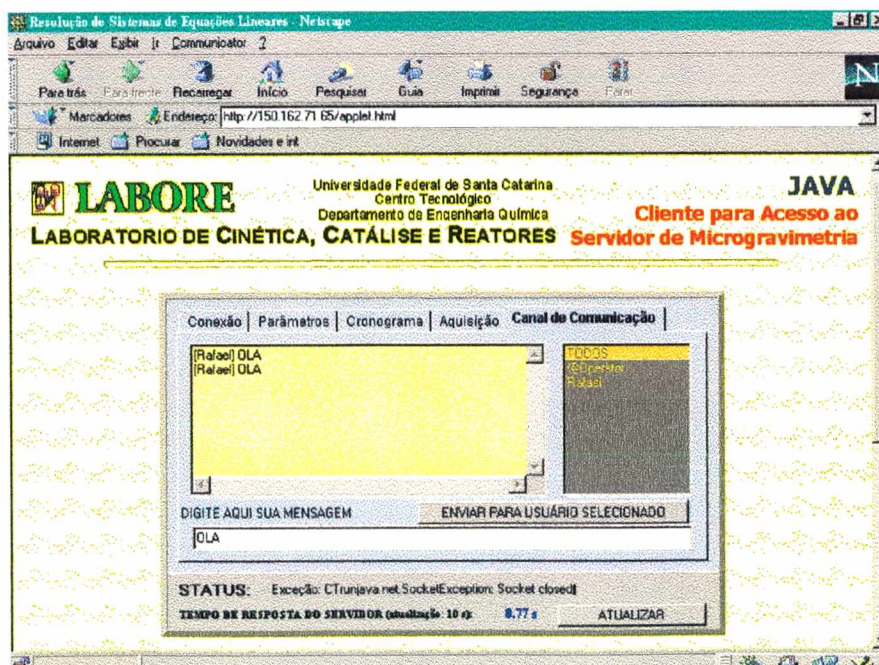 Resolução de Sistemas de Equações Lineares - Netscape
Arquivo Editar Exibir Ir Communicator ?
Para trás Para frente Recarregar Início Pesquisar Guia Imprimir Segurança Parar
N
Marcadores Endereço: http://150.162.71.65/applet.html
Internet Procurar Novidades e int
LABORE
Universidade Federal de Santa Catarina
Centro Tecnológico
Departamento de Engenharia Química
LABORATORIO DE CINÉTICA, CATÁLISE E REATORES
JAVA
Cliente para Acesso ao
Servidor de Microgravimetria
Conexão Parâmetros Cronograma Aquisição Canal de Comunicação
[Rafael] OLA
[Rafael] OLA
TODOS
@Operator
Rafael
DIGITE AQUI SUA MENSAGEM
ENVIAR PARA USUÁRIO SELECIONADO
OLA
STATUS: Exceção: CTrunjava.net.SocketException: Socket closed
TEMPO DE RESPOSTA DO SERVIDOR (atualização: 10 s): 8.77 s ATUALIZAR